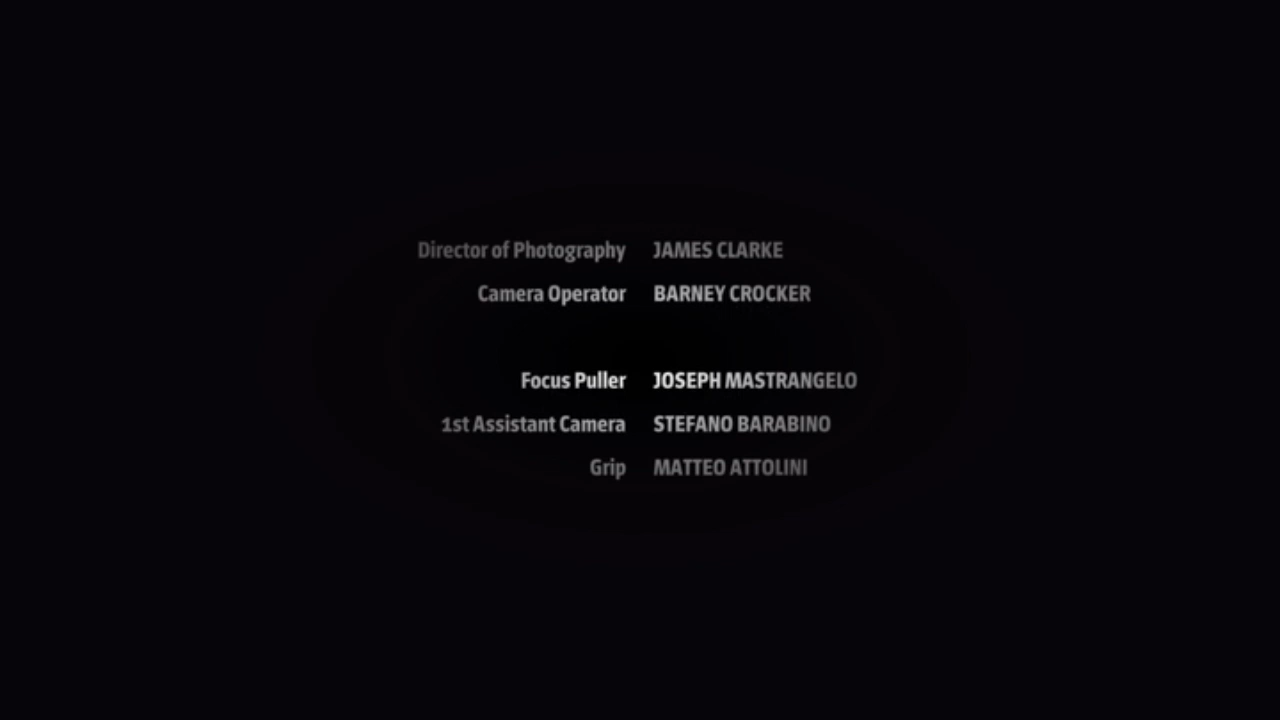 Director of Photography JAMES CLARKE
Camera Operator BARNEY CROCKER
Focus Puller JOSEPH MASTRANGELO
1st Assistant Camera STEFANO BARABINO
Grip MATTEO ATTOLINI